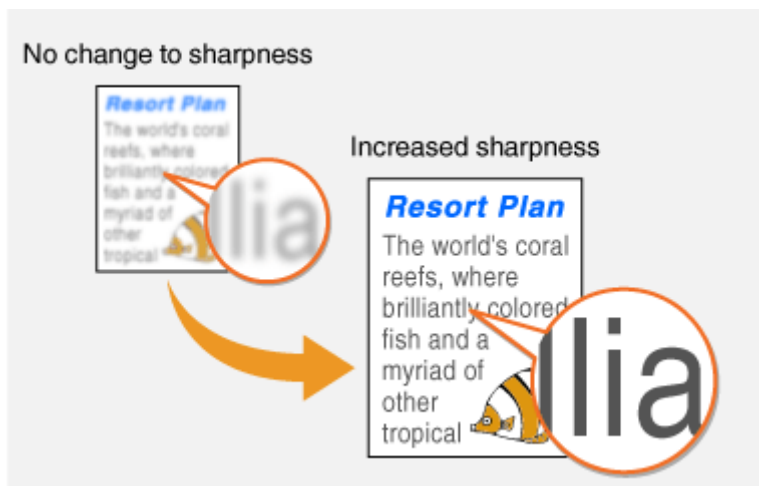 No change to sharpness
Resort Plan
The world's coral
reefs, where
brilliantly colored
fish and a
myriad of
other
tropical
llia
Increased sharpness
Resort Plan
The world's coral
reefs, where
brilliantly colored
fish and a
myriad of
other
tropical
llia